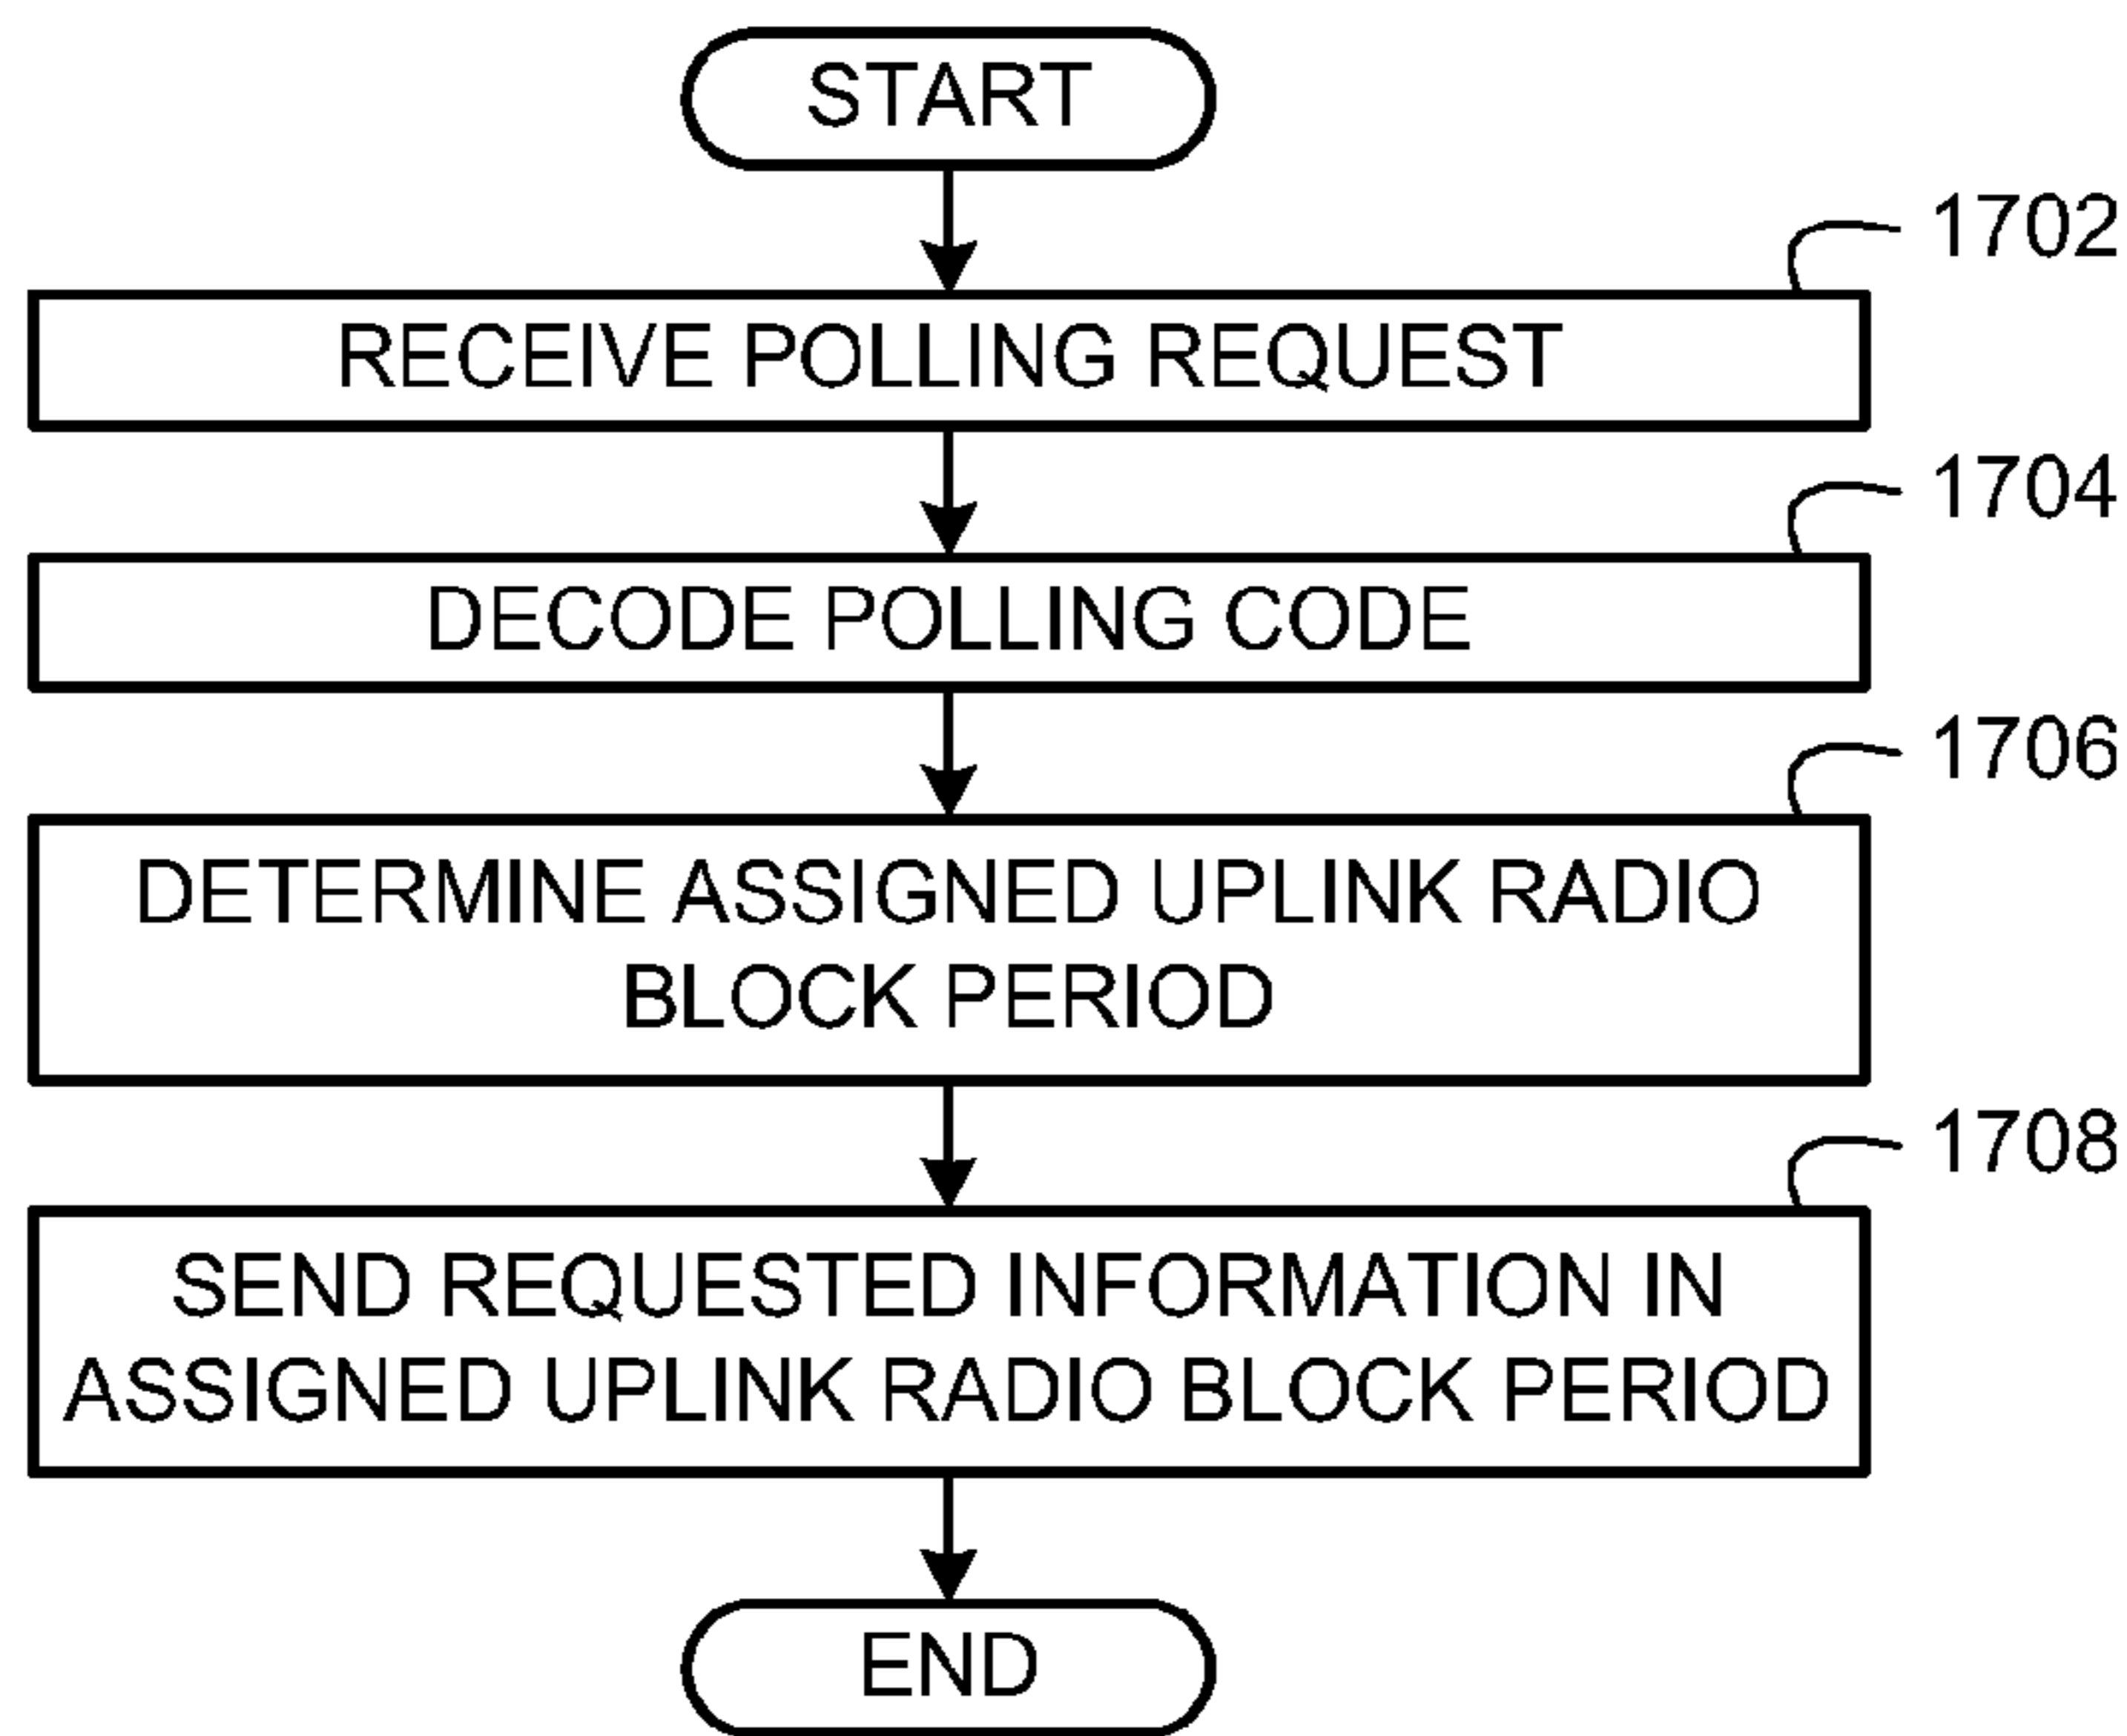 START
1702
RECEIVE POLLING REQUEST
1704
DECODE POLLING CODE
1706
DETERMINE ASSIGNED UPLINK RADIO
BLOCK PERIOD
1708
SEND REQUESTED INFORMATION IN
ASSIGNED UPLINK RADIO BLOCK PERIOD
END